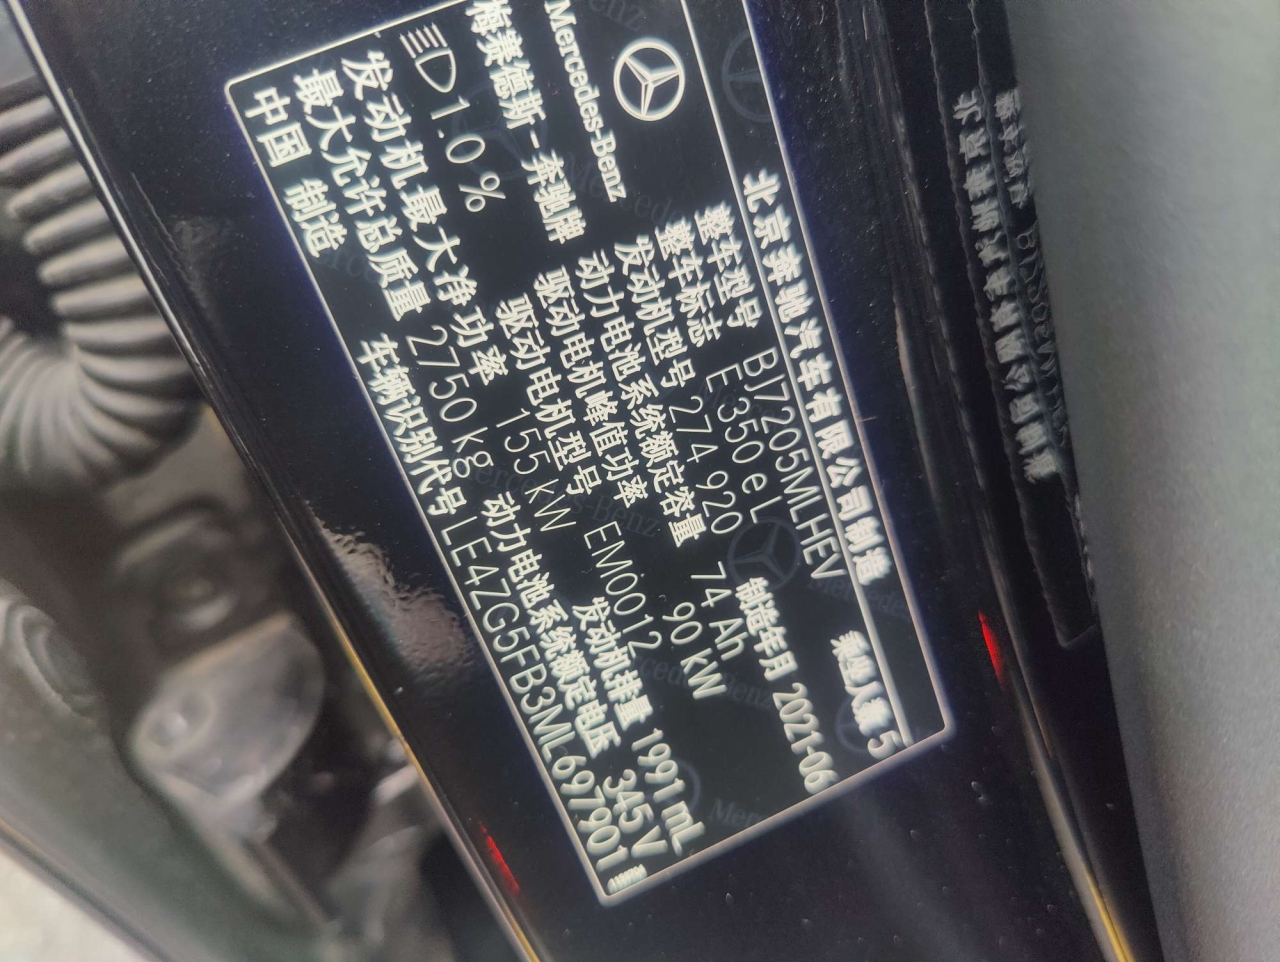 Mercedes-Benz
梅赛德斯-奔驰牌
1.0%
北京奔驰汽车有限公司制造
整车型号 BJ7205MLHEV
乘坐人数 5
整车标志 E 350 e L
制造年月 2021-06
发动机型号 274 920
动力电池系统额定容量 74 Ah
驱动电机峰值功率 90 kW
驱动电机型号 EM0012
发动机排量 1991 mL
发动机最大净功率 155 kW
动力电池系统额定电压 345 V
最大允许总质量 2750 kg
车辆识别代号 LE4ZG5FB3ML697901
中国 制造